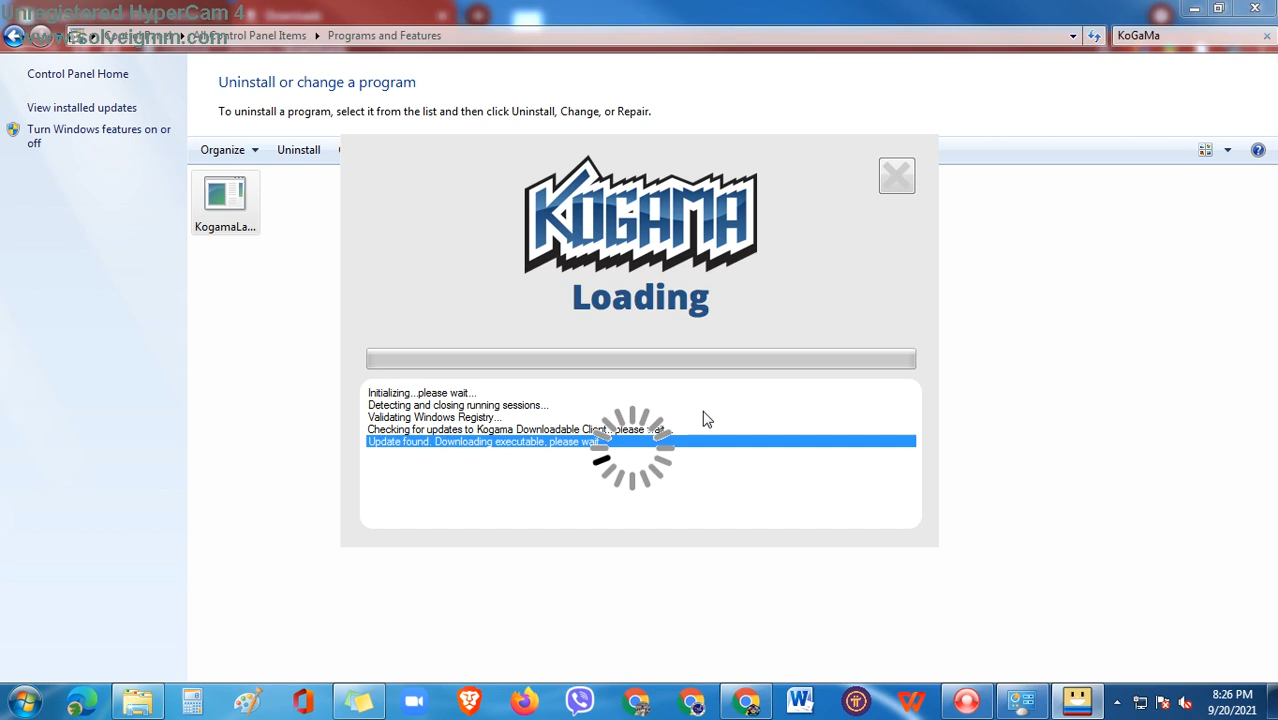 Unregistered HyperCam 4
www.solveigmm.com
All Control Panel Items
Programs and Features
KoGaMa
Control Panel Home
View installed updates
Turn Windows features on or
off
Uninstall or change a program
To uninstall a program, select it from the list and then click Uninstall, Change, or Repair.
Organize
Uninstall
KogamaLa...
KOGAMA
Loading
Initializing...please wait...
Detecting and closing running sessions...
Validating Windows Registry...
Checking for updates to Kogama Downloadable Client...please wait...
Update found. Downloading executable, please wait...
8:26 PM
9/20/2021